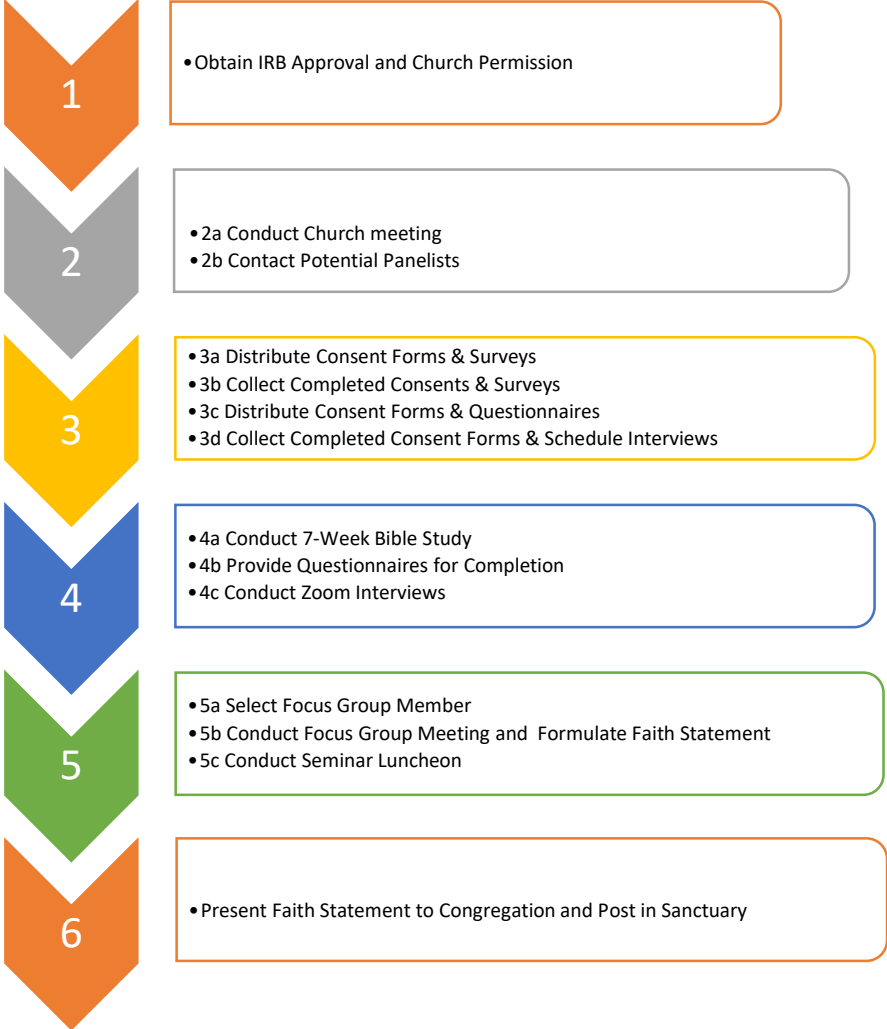 1
•Obtain IRB Approval and Church Permission
2
•2a Conduct Church meeting
•2b Contact Potential Panelists
3
•3a Distribute Consent Forms & Surveys
•3b Collect Completed Consents & Surveys
•3c Distribute Consent Forms & Questionnaires
•3d Collect Completed Consent Forms & Schedule Interviews
4
•4a Conduct 7-Week Bible Study
•4b Provide Questionnaires for Completion
•4c Conduct Zoom Interviews
5
•5a Select Focus Group Member
•5b Conduct Focus Group Meeting and  Formulate Faith Statement
•5c Conduct Seminar Luncheon
6
•Present Faith Statement to Congregation and Post in Sanctuary